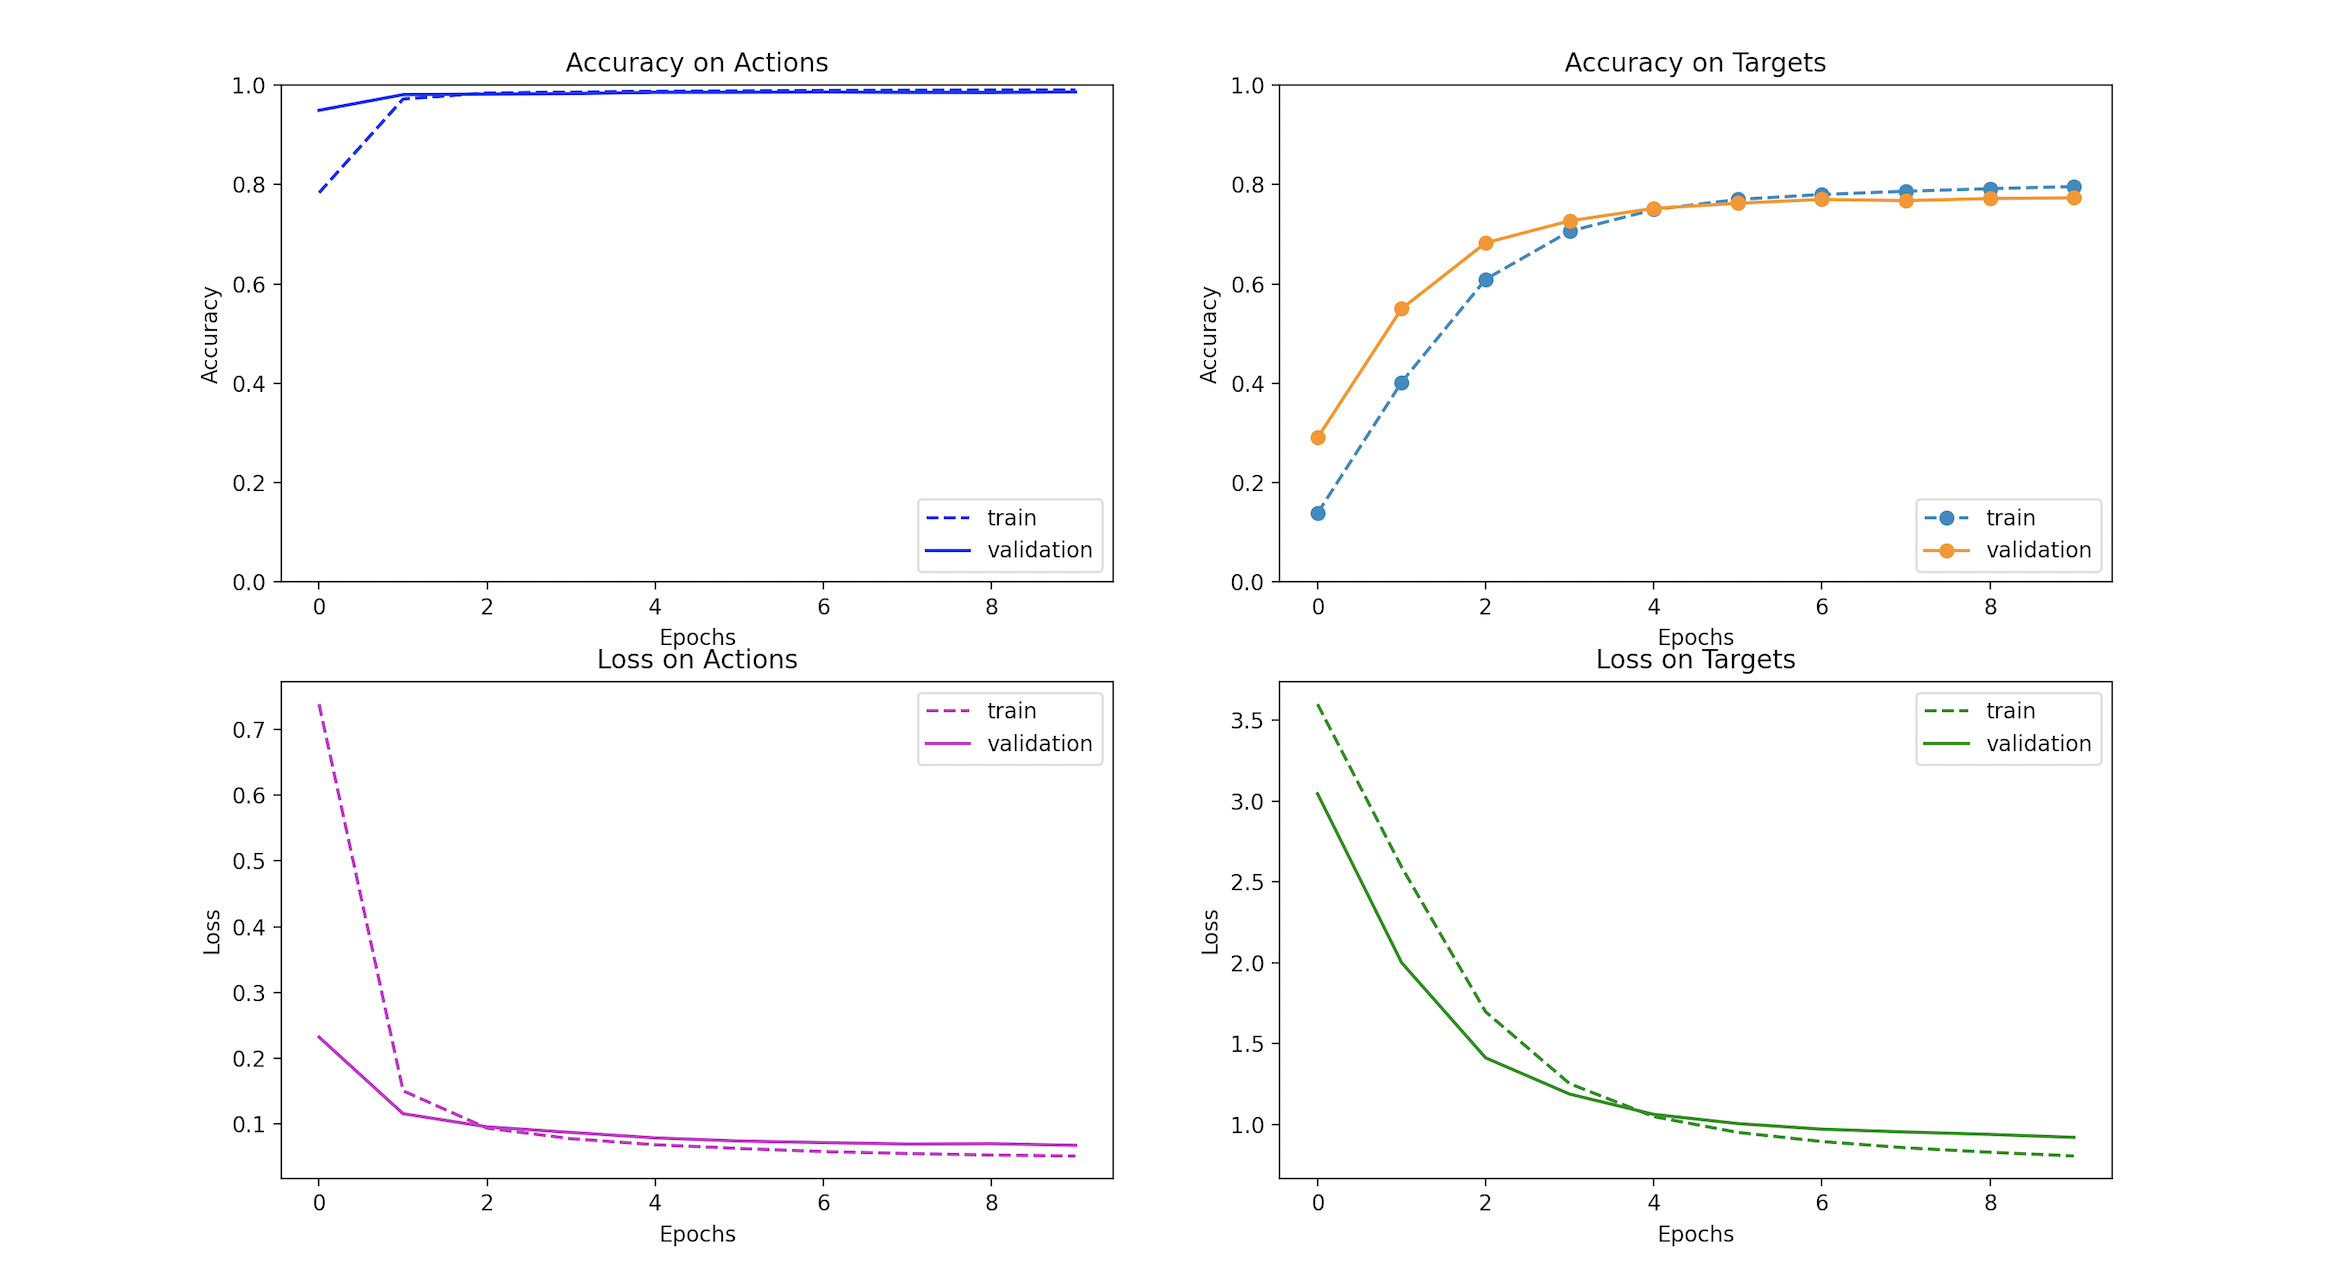 Accuracy on Actions
1.0
0.8
0.6
0.4
0.2
0.0
Accuracy
0 2 4 6 8
Epochs
train
validation
Accuracy on Targets
1.0
0.8
0.6
0.4
0.2
0.0
Accuracy
0 2 4 6 8
Epochs
train
validation
Loss on Actions
0.7
0.6
0.5
0.4
0.3
0.2
0.1
Loss
0 2 4 6 8
Epochs
train
validation
Loss on Targets
3.5
3.0
2.5
2.0
1.5
1.0
Loss
0 2 4 6 8
Epochs
train
validation